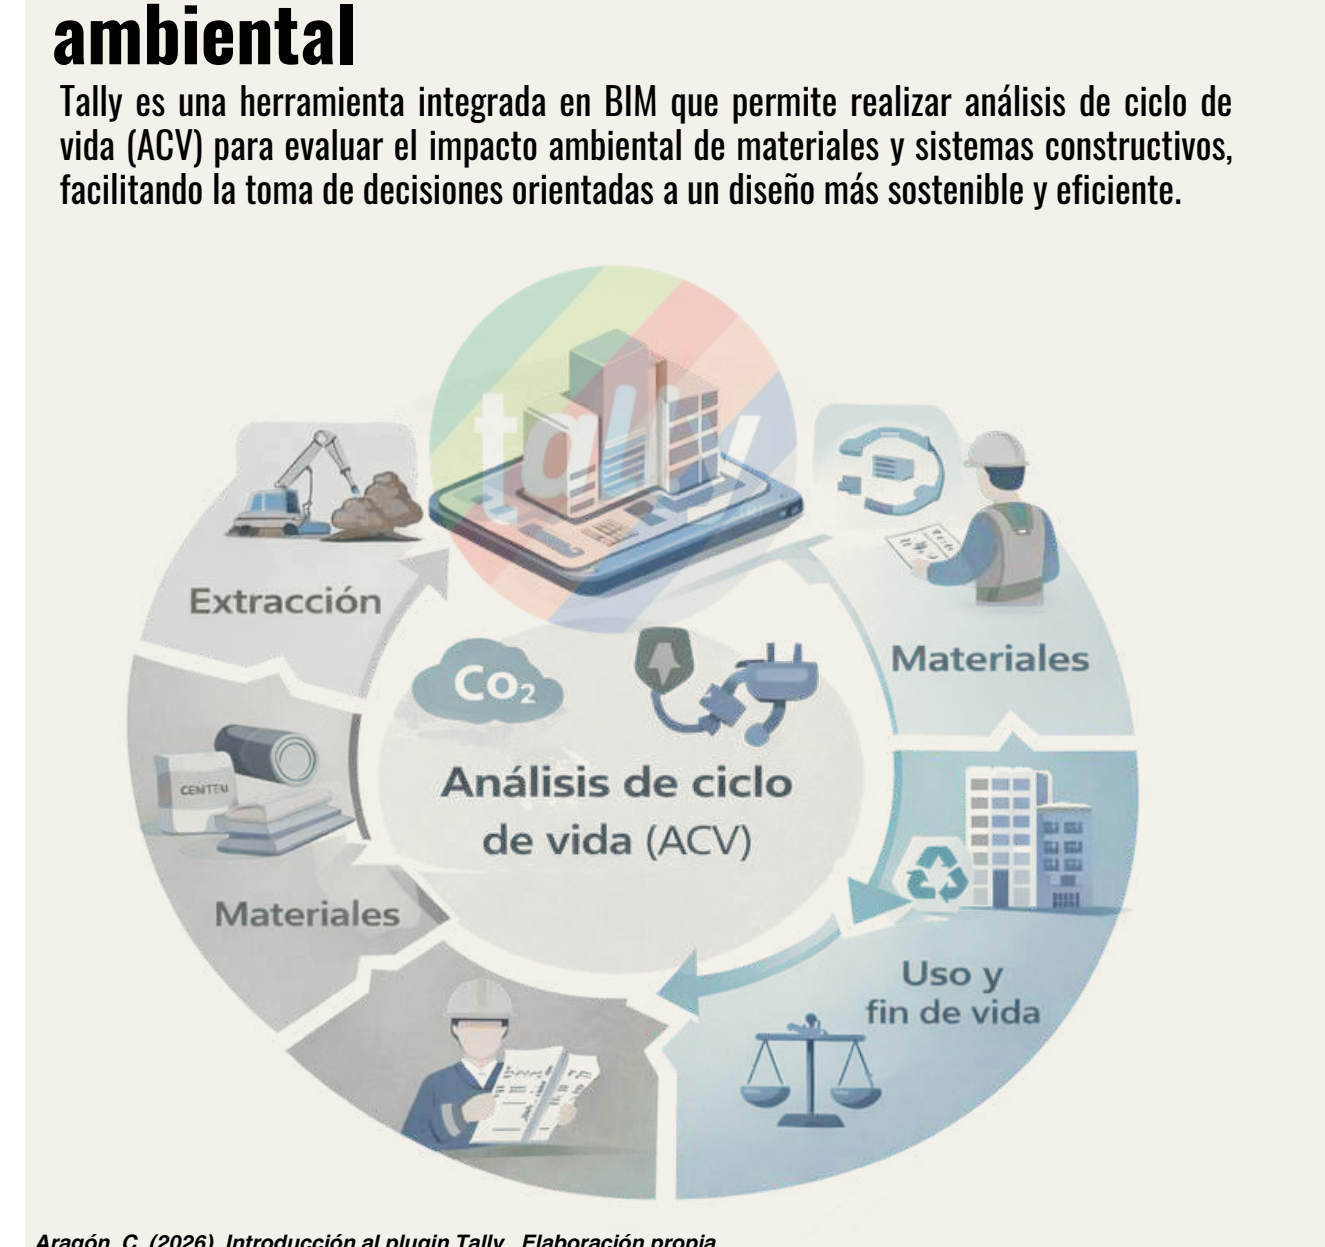 ambiental
Tally es una herramienta integrada en BIM que permite realizar análisis de ciclo de
vida (ACV) para evaluar el impacto ambiental de materiales y sistemas constructivos,
facilitando la toma de decisiones orientadas a un diseño más sostenible y eficiente.
tally
Extracción
Materiales
Co₂
Análisis de ciclo
de vida (ACV)
CENTEU
Materiales
Uso y
fin de vida
Aragón, C. (2026). Introducción al plugin Tally. Elaboración propia